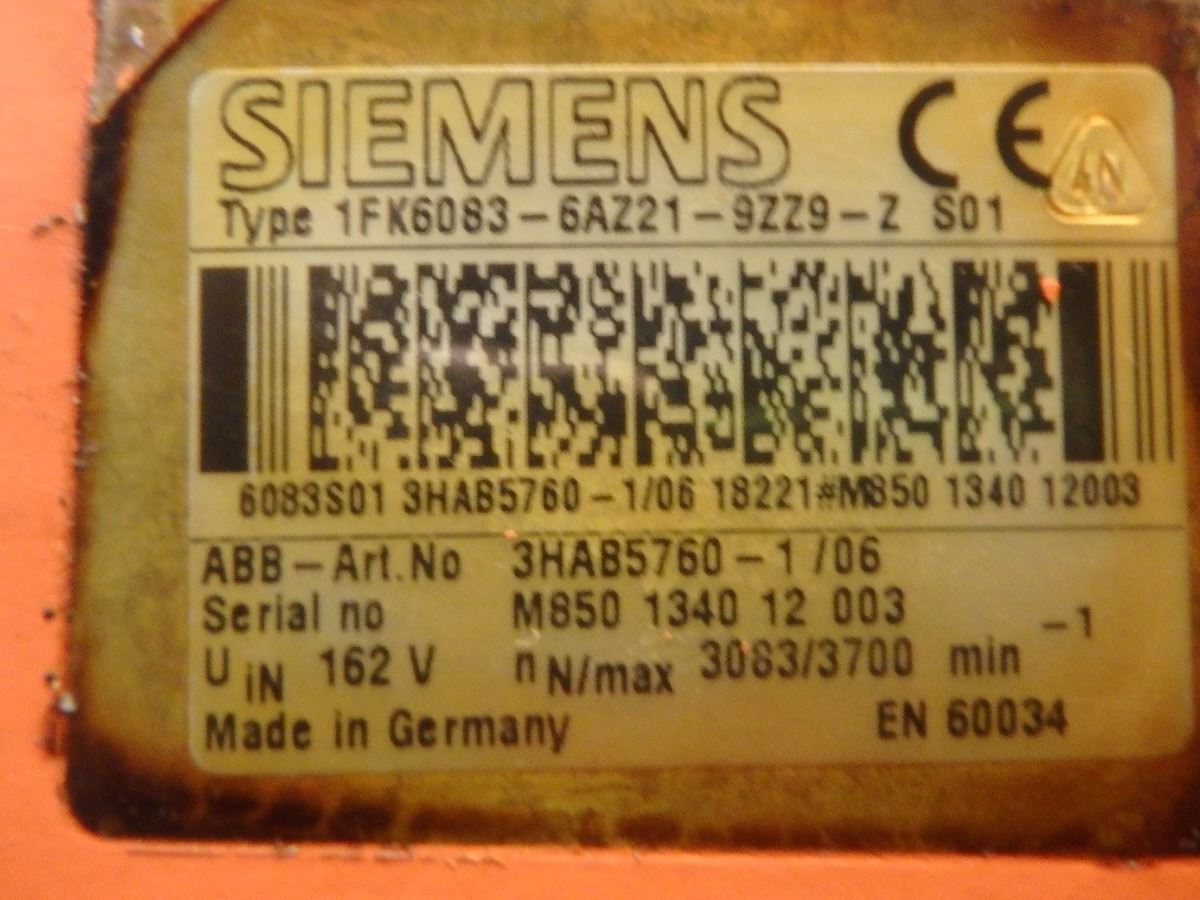 SIEMENS CE
AN
Type 1FK6083-6AZ21-9ZZ9-Z S01
6083S01 3HAB5760-1/06 18221#M850 1340 12003
ABB-Art.No 3HAB5760-1/06
Serial no M850 1340 12 003
U IN 162 V n N/max 3083/3700 min -1
Made in Germany EN 60034